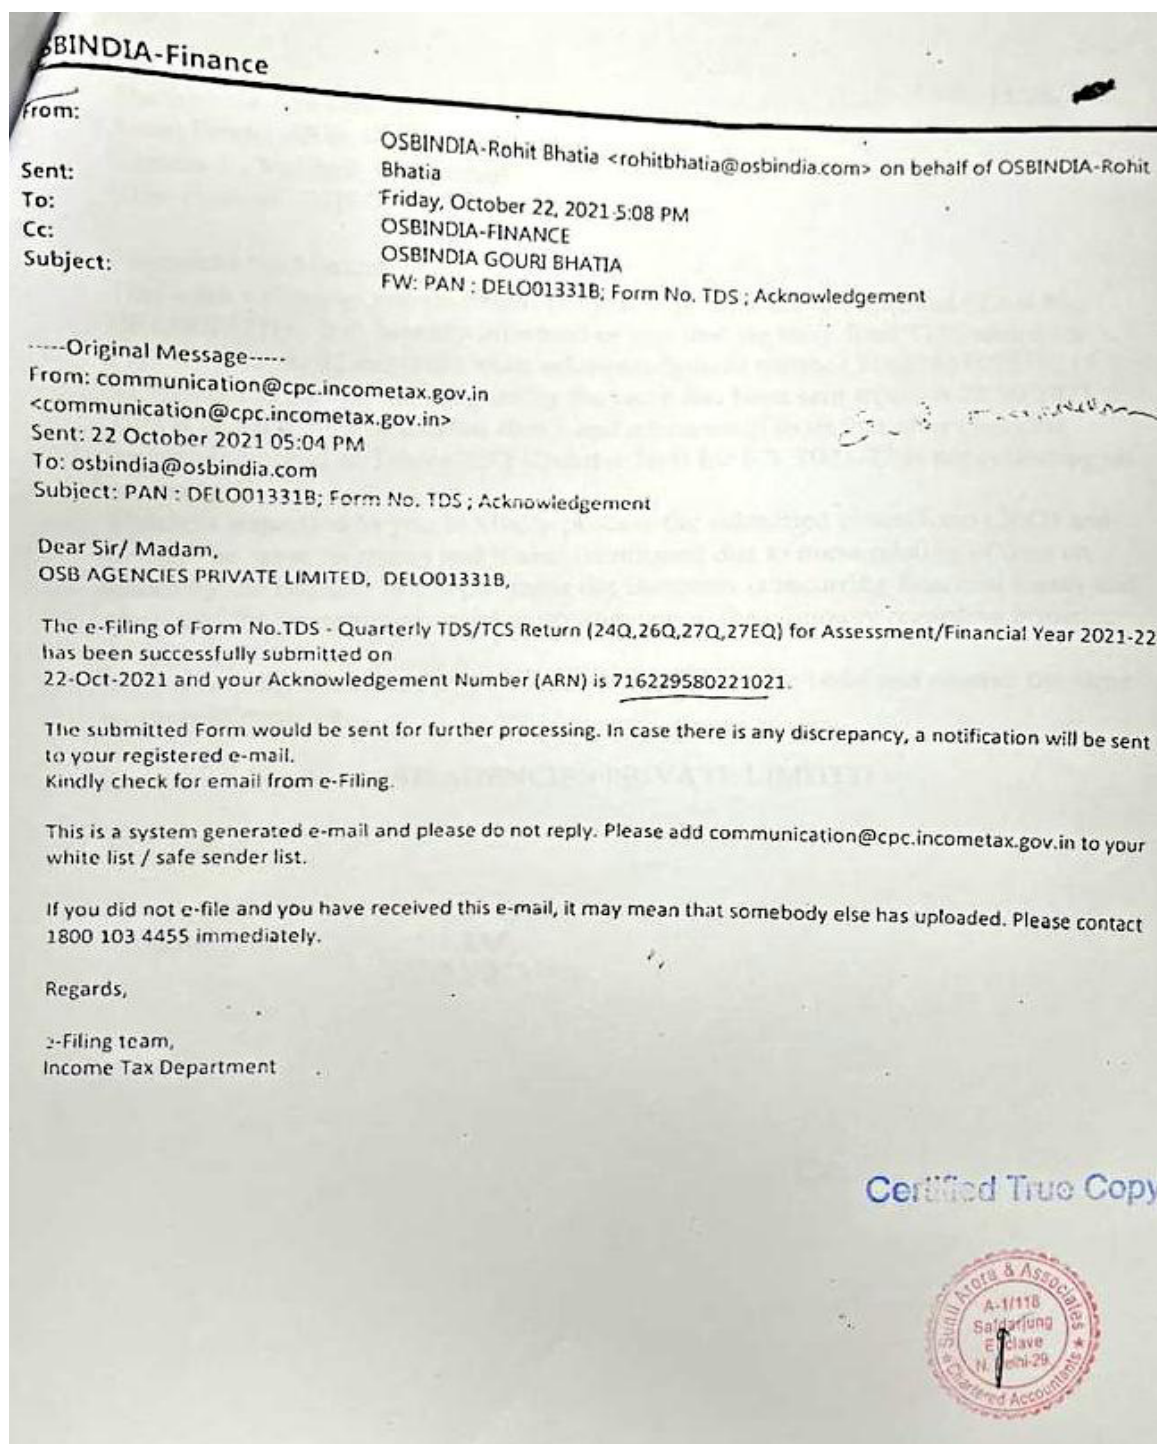 SBINDIA-Finance
From:
OSBINDIA-Rohit Bhatia <rohitbhatia@osbindia.com> on behalf of OSBINDIA-Rohit
Bhatia
Sent:
Friday, October 22, 2021 5:08 PM
To:
OSBINDIA-FINANCE
Cc:
OSBINDIA GOURI BHATIA
Subject:
FW: PAN : DELO01331B; Form No. TDS ; Acknowledgement
-----Original Message-----
From: communication@cpc.incometax.gov.in
<communication@cpc.incometax.gov.in>
Sent: 22 October 2021 05:04 PM
To: osbindia@osbindia.com
Subject: PAN : DELO01331B; Form No. TDS ; Acknowledgement
Dear Sir/ Madam,
OSB AGENCIES PRIVATE LIMITED, DELO01331B,
The e-Filing of Form No.TDS - Quarterly TDS/TCS Return (24Q,26Q,27Q,27EQ) for Assessment/Financial Year 2021-22
has been successfully submitted on
22-Oct-2021 and your Acknowledgement Number (ARN) is 716229580221021.
The submitted Form would be sent for further processing. In case there is any discrepancy, a notification will be sent
to your registered e-mail.
Kindly check for email from e-Filing.
This is a system generated e-mail and please do not reply. Please add communication@cpc.incometax.gov.in to your
white list / safe sender list.
If you did not e-file and you have received this e-mail, it may mean that somebody else has uploaded. Please contact
1800 103 4455 immediately.
Regards,
e-Filing team,
Income Tax Department
Certified True Copy
Sunil Arora & Associates
A-1/118
Safdarjung
Enclave
N. Delhi-29
Chartered Accountants